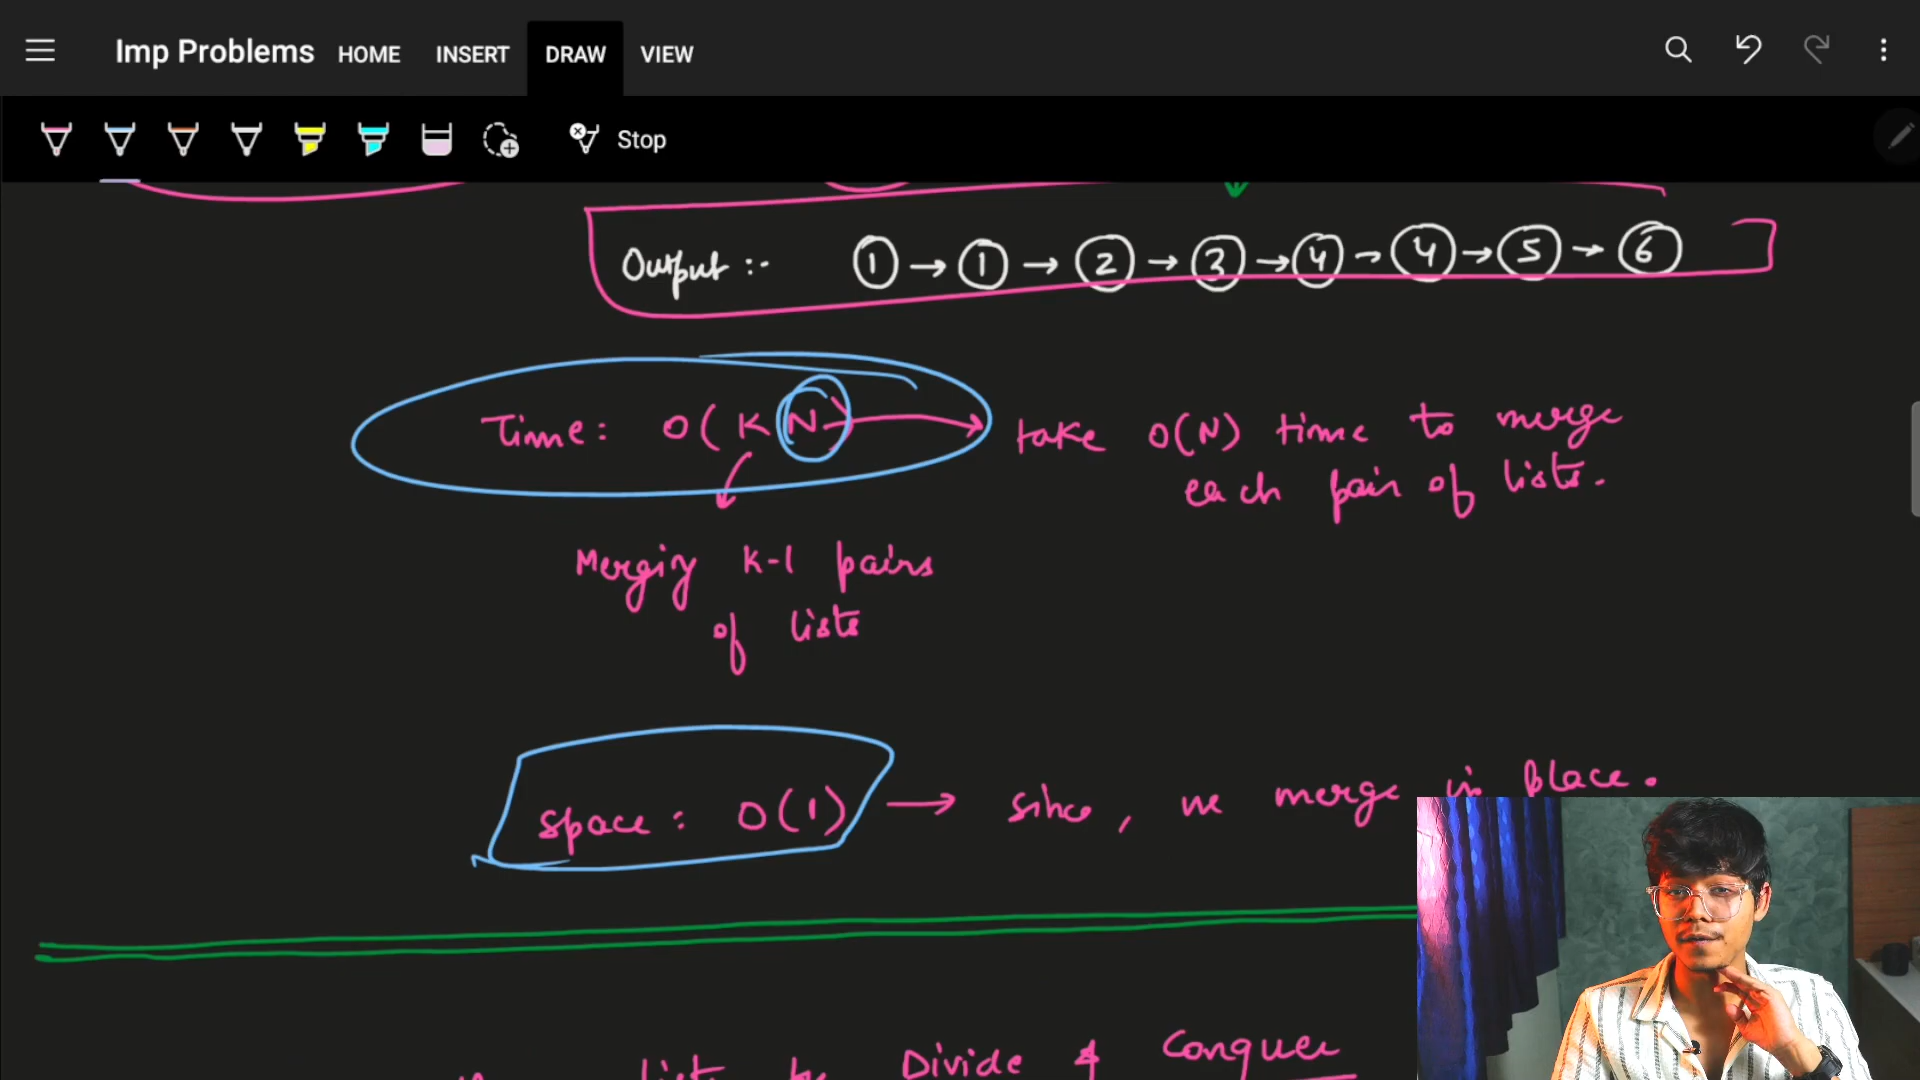 Imp Problems HOME INSERT DRAW VIEW
Stop
Output :- 1 → 1 → 2 → 3 → 4 → 4 → 5 → 6
Time: O(KN) → take O(N) time to merge
each pair of lists.
Merging K-1 pairs
of lists
space: O(1) → since, we merge in place.
Divide & Conquer